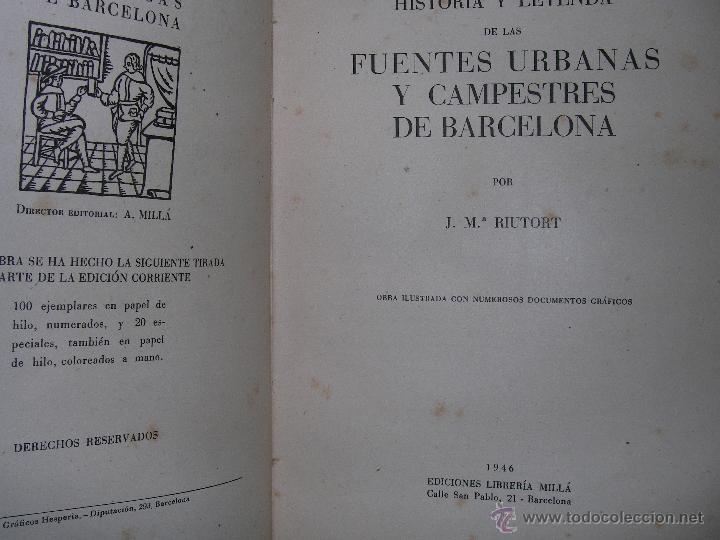 DE BARCELONA
DIRECTOR EDITORIAL: A. MILLÁ
BRA SE HA HECHO LA SIGUIENTE TIRADA
ARTE DE LA EDICIÓN CORRIENTE
100 ejemplares en papel de
hilo, numerados, y 20 es-
peciales, también en papel
de hilo, coloreados a mano.
DERECHOS RESERVADOS
Gráficos Hesperia. - Diputación, 293, Barcelona
HISTORIA Y LEYENDA
DE LAS
FUENTES URBANAS
Y CAMPESTRES
DE BARCELONA
POR
J. M.ª RIUTORT
OBRA ILUSTRADA CON NUMEROSOS DOCUMENTOS GRÁFICOS
1946
EDICIONES LIBRERÍA MILLÁ
Calle San Pablo, 21 - Barcelona
todocoleccion
www.todocoleccion.net